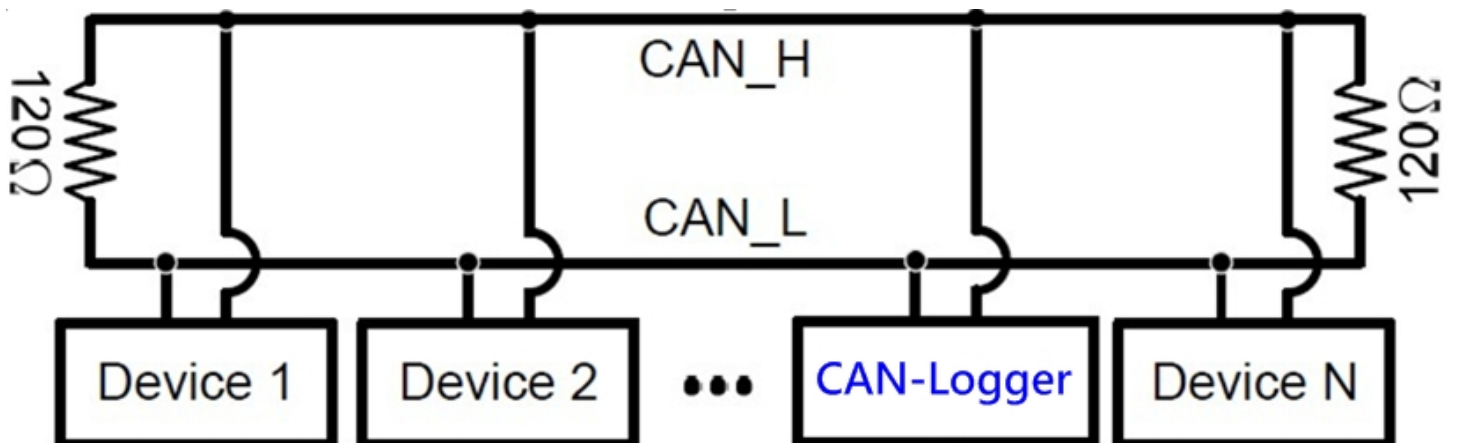 CAN_H
120Ω
120Ω
CAN_L
Device 1
Device 2
CAN-Logger
Device N